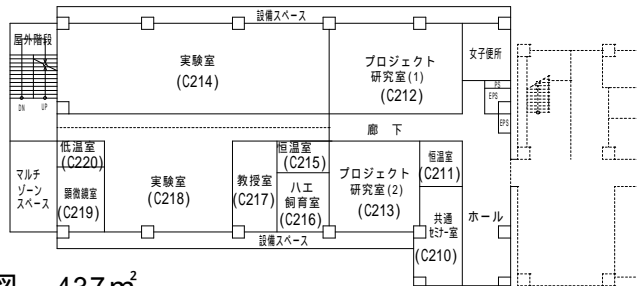 設備スペース
屋外階段
DN
UP
実験室
(C214)
プロジェクト
研究室(1)
(C212)
女子便所
PS
EPS
EPS
廊 下
マルチ
ゾーン
スペース
低温室
(C220)
顕微鏡室
(C219)
実験室
(C218)
教授室
(C217)
恒温室
(C215)
ハエ
飼育室
(C216)
プロジェクト
研究室(2)
(C213)
恒温室
(C211)
共通
セミナー室
(C210)
ホール
設備スペース
図 437㎡